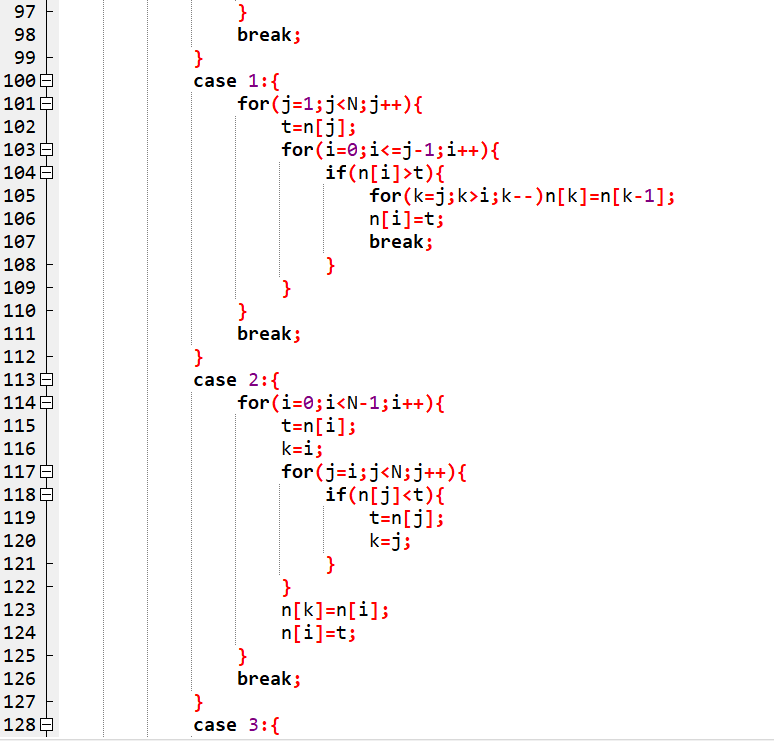 97 }
98 break;
99 }
100 case 1:{
101 for(j=1;j<N;j++){
102 t=n[j];
103 for(i=0;i<=j-1;i++){
104 if(n[i]>t){
105 for(k=j;k>i;k--)n[k]=n[k-1];
106 n[i]=t;
107 break;
108 }
109 }
110 }
111 break;
112 }
113 case 2:{
114 for(i=0;i<N-1;i++){
115 t=n[i];
116 k=i;
117 for(j=i;j<N;j++){
118 if(n[j]<t){
119 t=n[j];
120 k=j;
121 }
122 }
123 n[k]=n[i];
124 n[i]=t;
125 }
126 break;
127 }
128 case 3:{